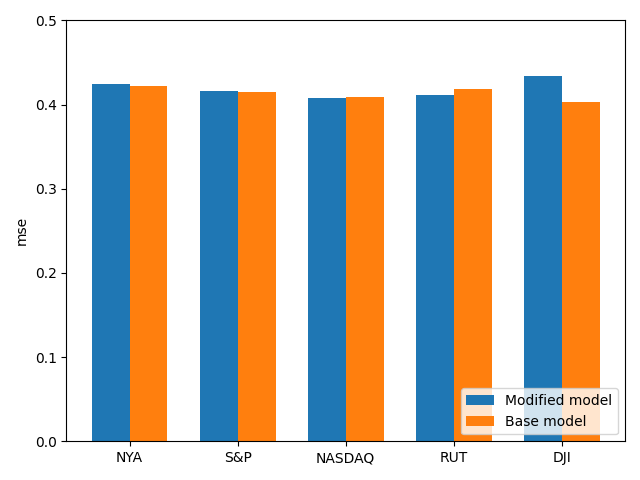 0.5
0.4
0.3
0.2
0.1
0.0
mse
NYA
S&P
NASDAQ
RUT
DJI
Modified model
Base model